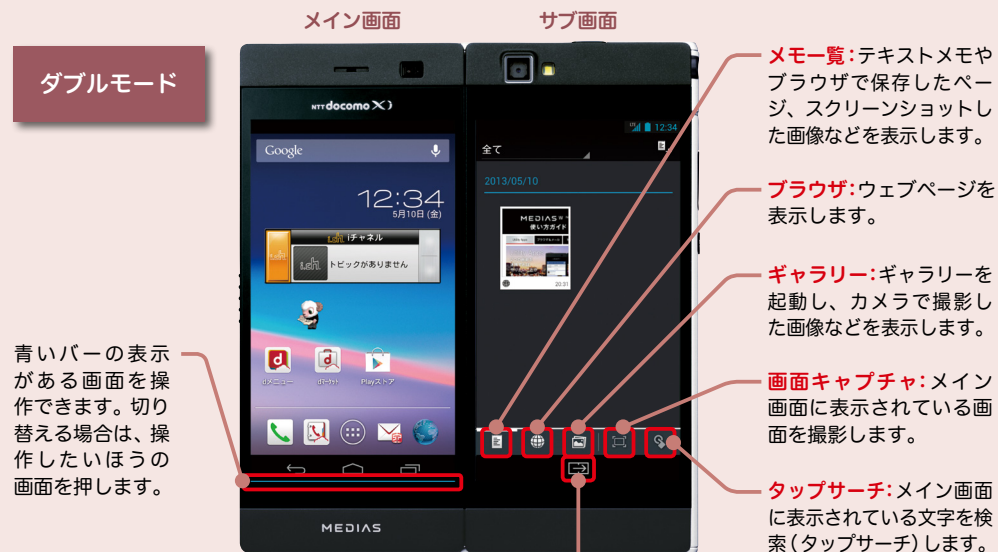 メイン画面
サブ画面
ダブルモード
NTT docomo Xi
Google
12:34
5月10日 (金)
iチャネル
i.ch
i.ch
トピックがありません
dメニュー
dマーケット
Playストア
MEDIAS
12:34
全て
2013/05/10
MEDIAS W
使い方ガイド
20:31
青いバーの表示
がある画面を操
作できます。切り
替える場合は、操
作したいほうの
画面を押します。
メモ一覧:テキストメモや
ブラウザで保存したペー
ジ、スクリーンショットし
た画像などを表示します。
ブラウザ:ウェブページを
表示します。
ギャラリー:ギャラリーを
起動し、カメラで撮影し
た画像などを表示します。
画面キャプチャ:メイン
画面に表示されている画
面を撮影します。
タップサーチ:メイン画面
に表示されている文字を検
索(タップサーチ)します。